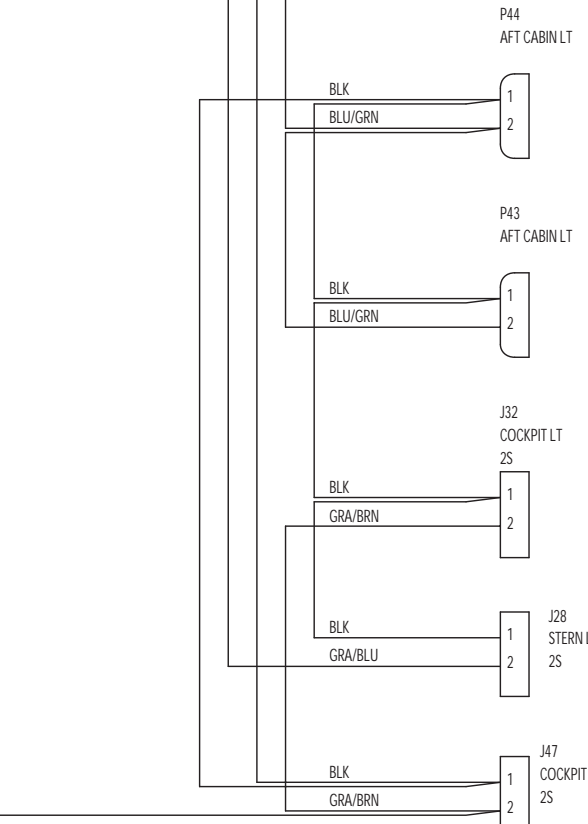 P44
AFT CABIN LT
BLK
1
BLU/GRN
2
P43
AFT CABIN LT
BLK
1
BLU/GRN
2
J32
COCKPIT LT
2S
BLK
1
GRA/BRN
2
J28
BLK
1
STERN
GRA/BLU
2
2S
J47
BLK
1
COCKPIT
2S
GRA/BRN
2